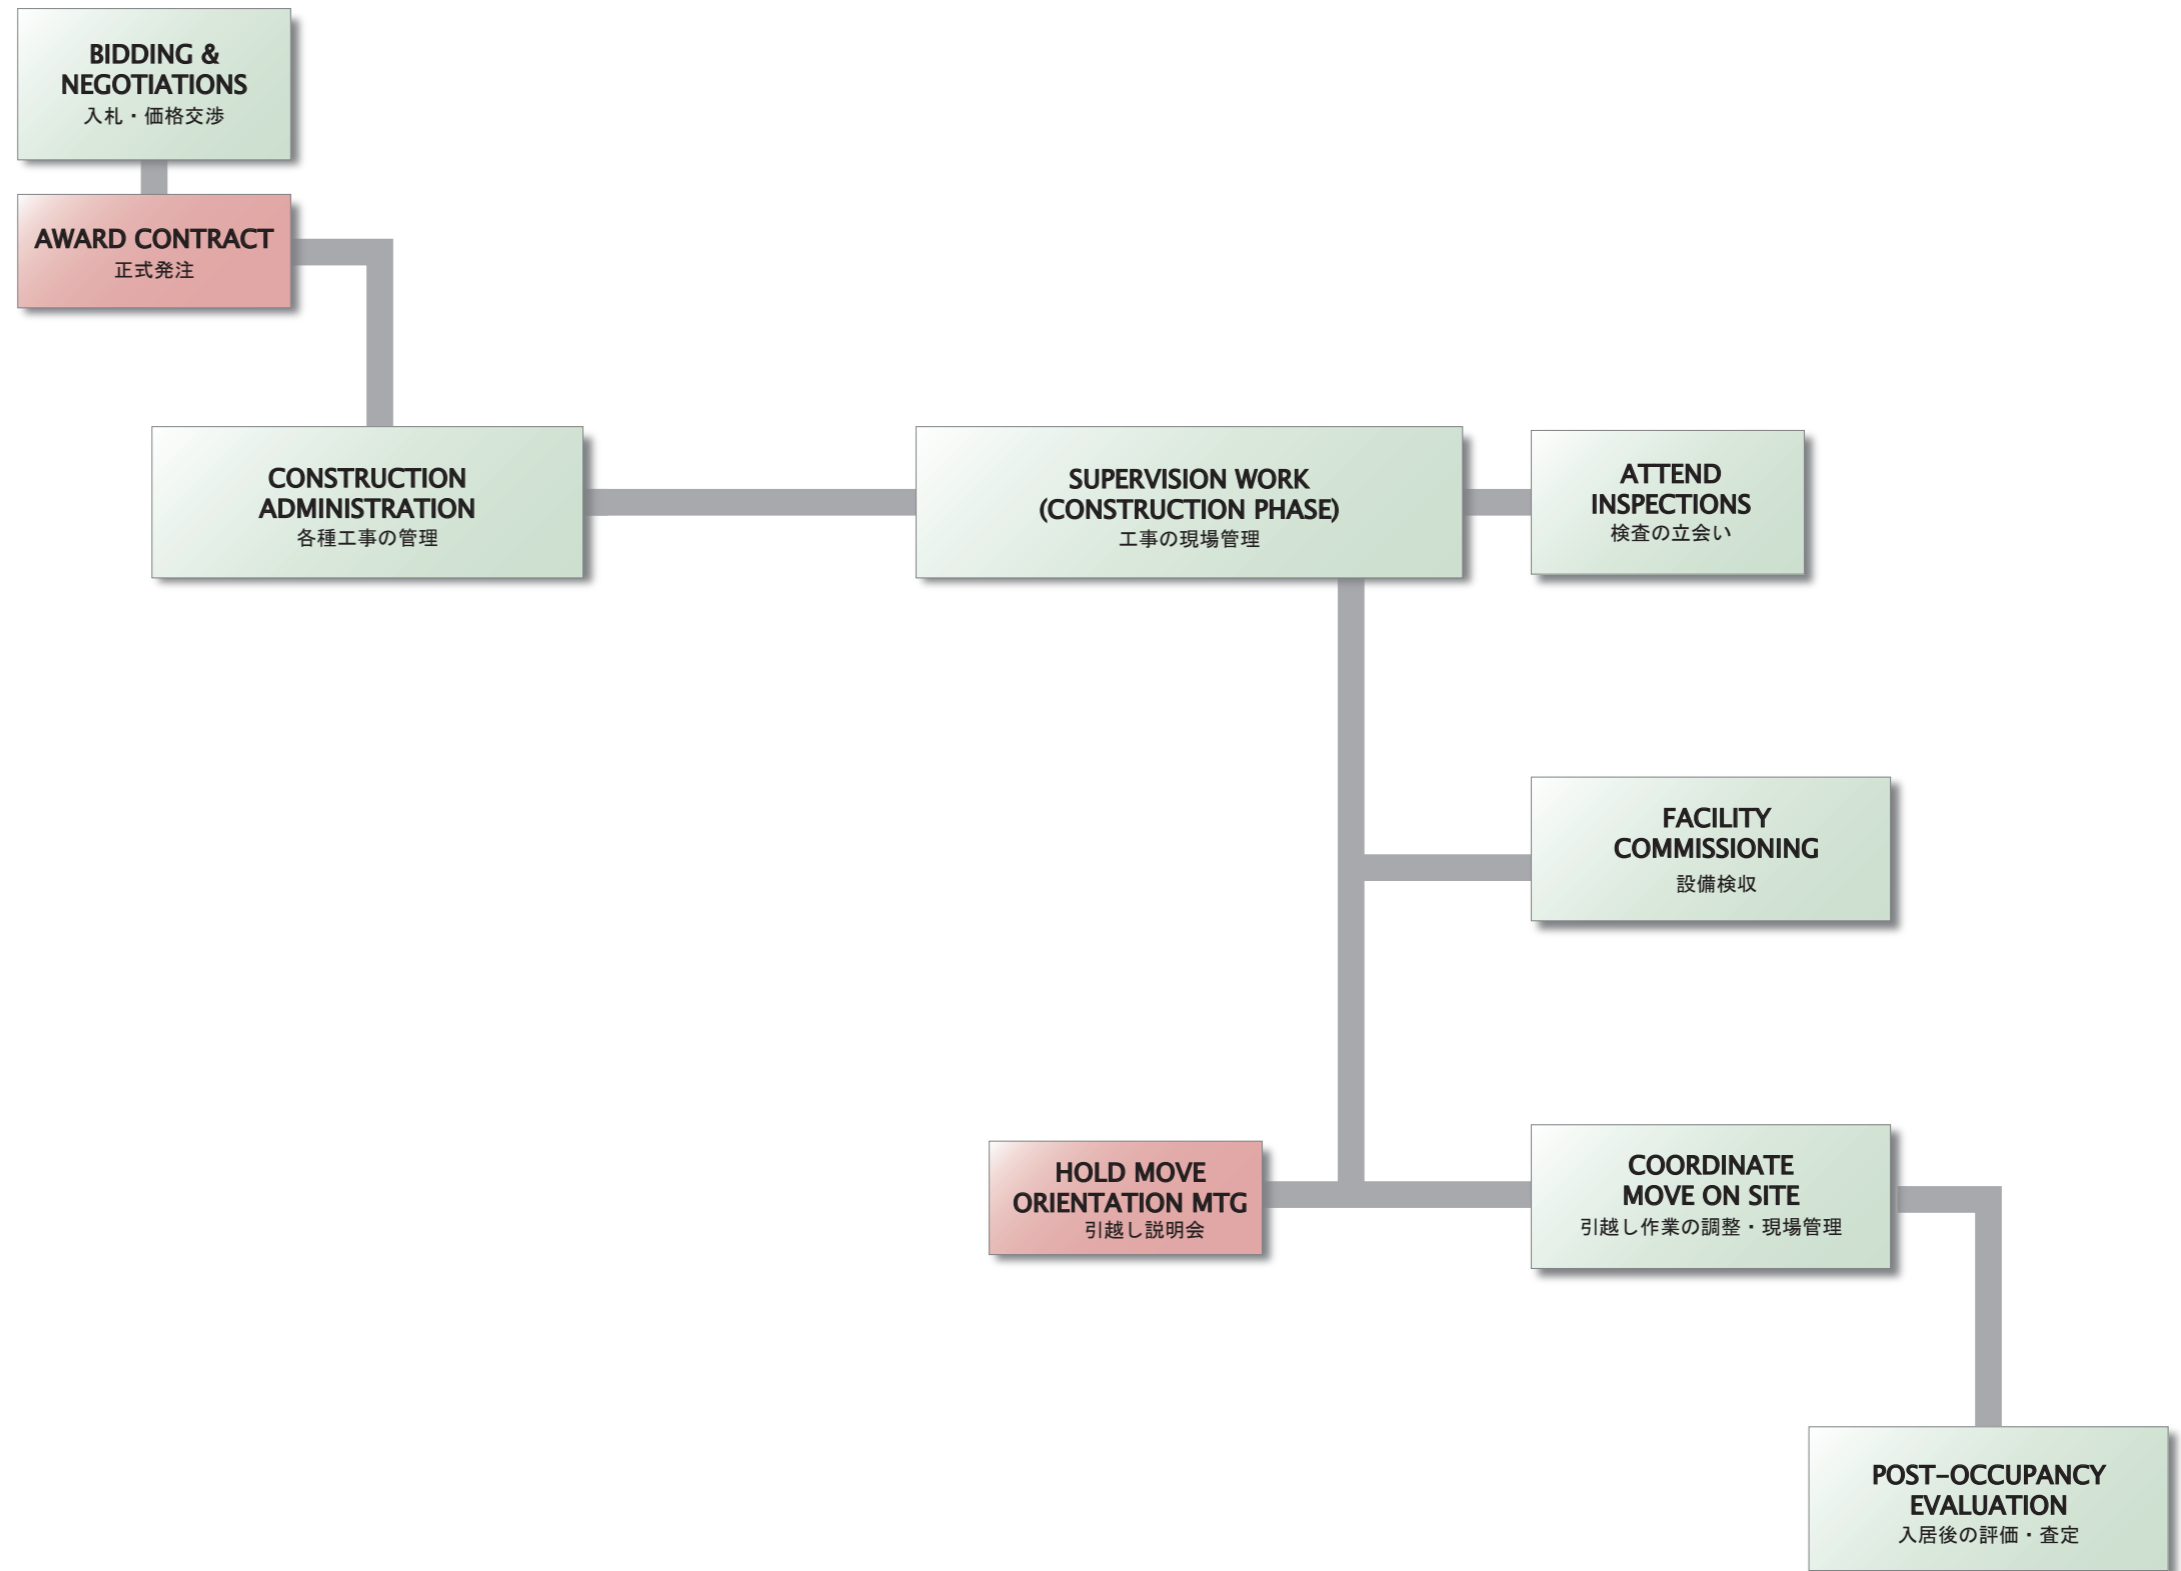 BIDDING &
NEGOTIATIONS
入札・価格交渉
AWARD CONTRACT
正式発注
CONSTRUCTION
ADMINISTRATION
各種工事の管理
SUPERVISION WORK
(CONSTRUCTION PHASE)
工事の現場管理
ATTEND
INSPECTIONS
検査の立会い
FACILITY
COMMISSIONING
設備検収
HOLD MOVE
ORIENTATION MTG
引越し説明会
COORDINATE
MOVE ON SITE
引越し作業の調整・現場管理
POST-OCCUPANCY
EVALUATION
入居後の評価・査定